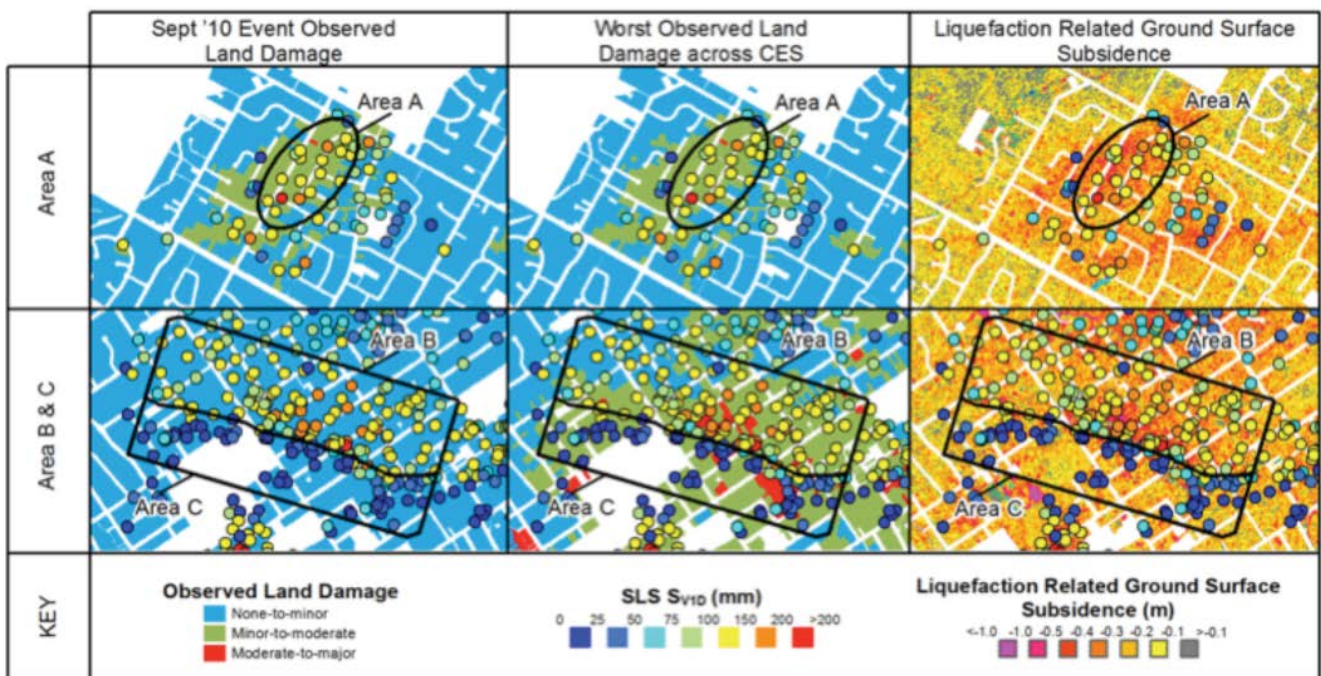 Sept '10 Event Observed
Land Damage
Worst Observed Land
Damage across CES
Liquefaction Related Ground Surface
Subsidence
Area A
Area A
Area A
Area A
Area B & C
Area B
Area C
Area B
Area C
Area B
Area C
KEY
Observed Land Damage
None-to-minor
Minor-to-moderate
Moderate-to-major
SLS SV1D (mm)
0 25 50 75 100 150 200 >200
Liquefaction Related Ground Surface
Subsidence (m)
<-1.0 -1.0 -0.5 -0.4 -0.3 -0.2 -0.1 >-0.1